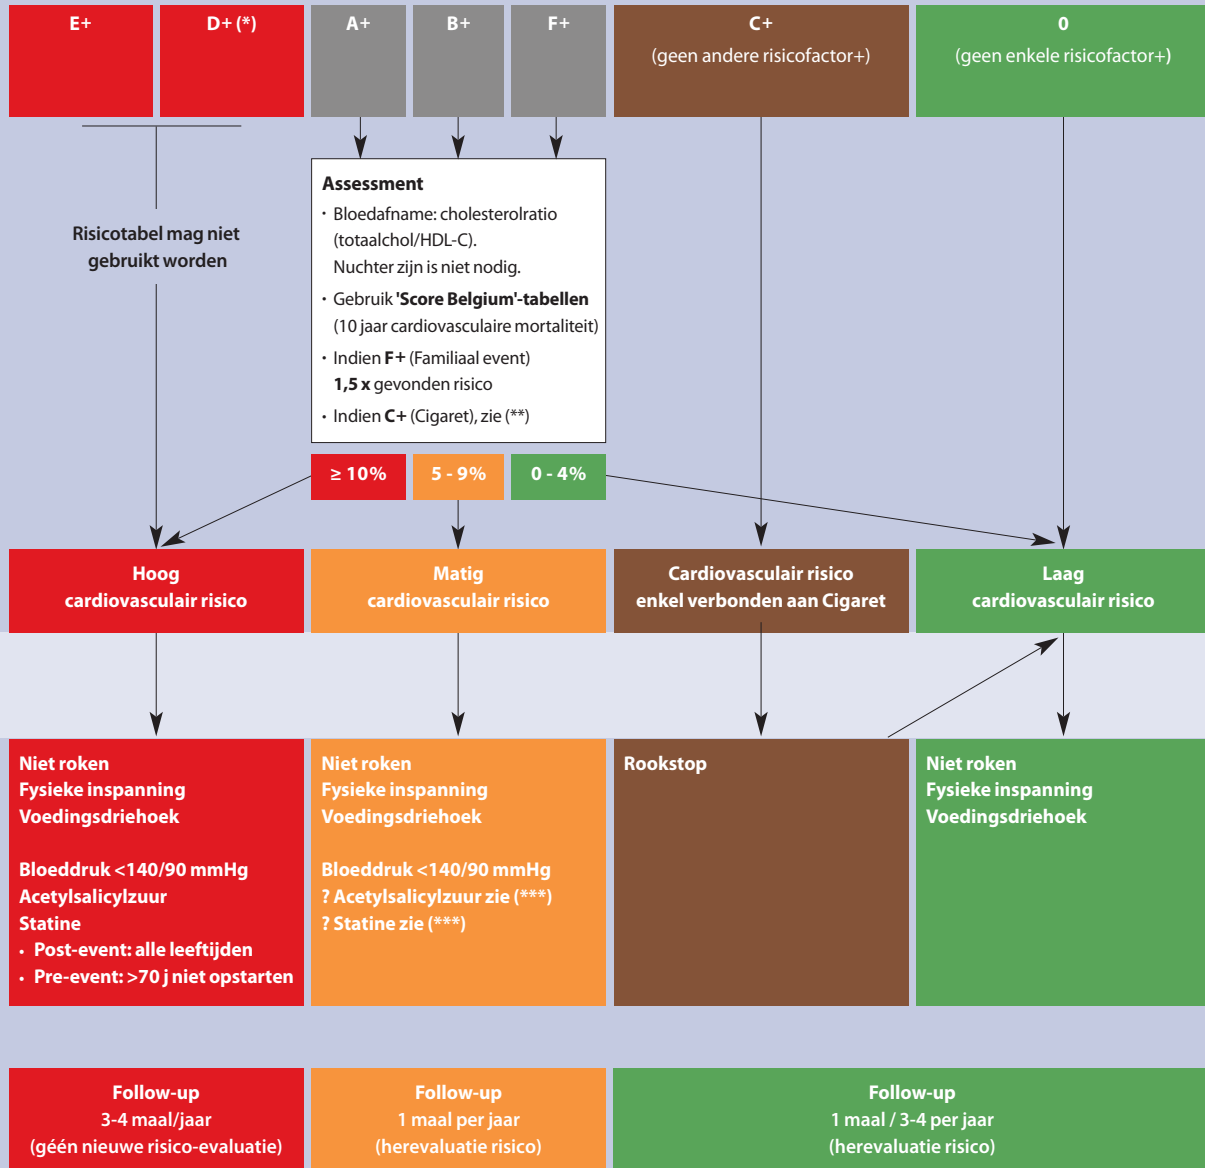 E+
D+ (*)
A+
B+
F+
C+
(geen andere risicofactor+)
0
(geen enkele risicofactor+)
Risicotabel mag niet
gebruikt worden
Assessment
• Bloedafname: cholesterolratio
(totaalchol/HDL-C).
Nuchter zijn is niet nodig.
• Gebruik 'Score Belgium'-tabellen
(10 jaar cardiovasculaire mortaliteit)
• Indien F+ (Familiaal event)
1,5 x gevonden risico
• Indien C+ (Cigaret), zie (**)
≥ 10%
5 - 9%
0 - 4%
Hoog
cardiovasculair risico
Matig
cardiovasculair risico
Cardiovasculair risico
enkel verbonden aan Cigaret
Laag
cardiovasculair risico
Niet roken
Fysieke inspanning
Voedingsdriehoek
Bloeddruk <140/90 mmHg
Acetylsalicylzuur
Statine
• Post-event: alle leeftijden
• Pre-event: >70 j niet opstarten
Niet roken
Fysieke inspanning
Voedingsdriehoek
Bloeddruk <140/90 mmHg
? Acetylsalicylzuur zie (***)
? Statine zie (***)
Rookstop
Niet roken
Fysieke inspanning
Voedingsdriehoek
Follow-up
3-4 maal/jaar
(géén nieuwe risico-evaluatie)
Follow-up
1 maal per jaar
(herevaluatie risico)
Follow-up
1 maal / 3-4 per jaar
(herevaluatie risico)